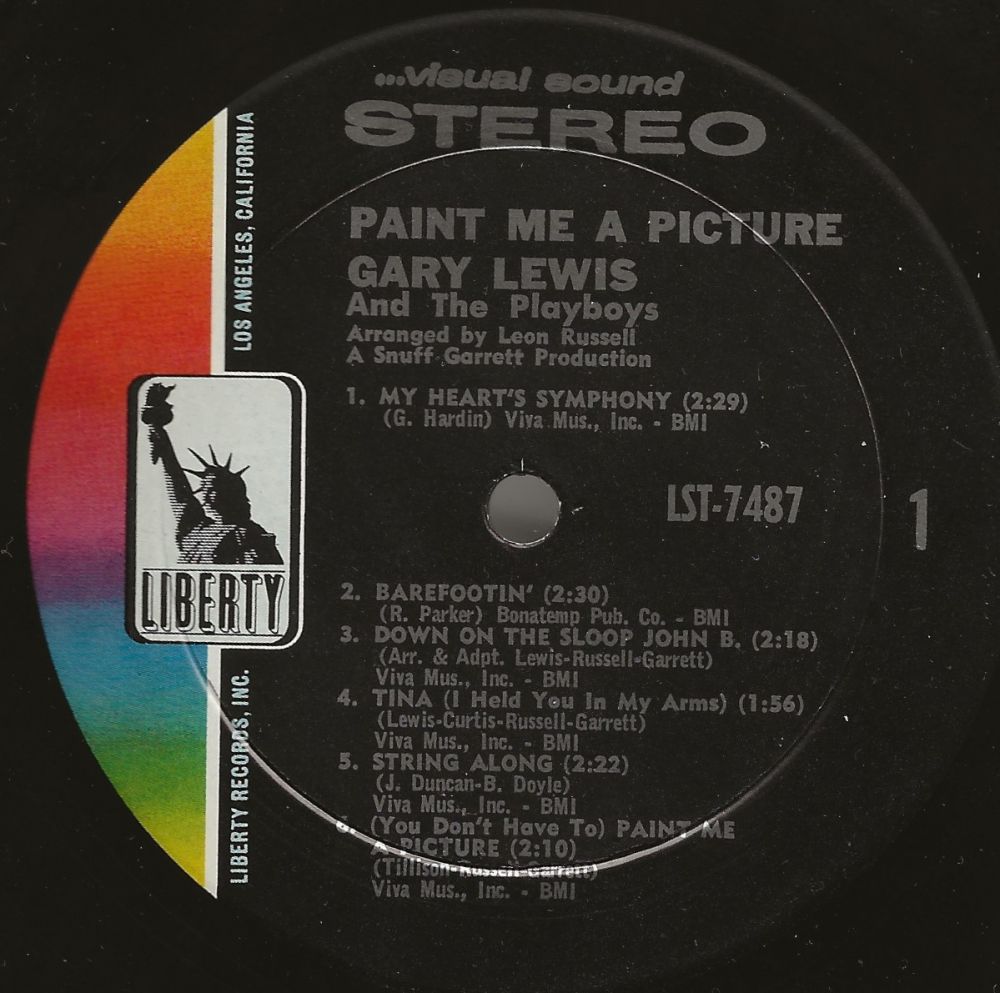 ...visual sound
STEREO
PAINT ME A PICTURE
GARY LEWIS
And The Playboys
Arranged by Leon Russell
A Snuff Garrett Production
1. MY HEART'S SYMPHONY (2:29)
(G. Hardin) Viva Mus., Inc. - BMI
LST-7487
1
2. BAREFOOTIN' (2:30)
(R. Parker) Bonatemp Pub. Co. - BMI
3. DOWN ON THE SLOOP JOHN B. (2:18)
(Arr. & Adpt. Lewis-Russell-Garrett)
Viva Mus., Inc. - BMI
4. TINA (I Held You In My Arms) (1:56)
(Lewis-Curtis-Russell-Garrett)
Viva Mus., Inc. - BMI
5. STRING ALONG (2:22)
(J. Duncan-B. Doyle)
Viva Mus., Inc. - BMI
6. (You Don't Have To) PAINT ME
A PICTURE (2:10)
(Tillison-Russell-Garrett)
Viva Mus., Inc. - BMI
LIBERTY
LIBERTY RECORDS, INC.
LOS ANGELES, CALIFORNIA